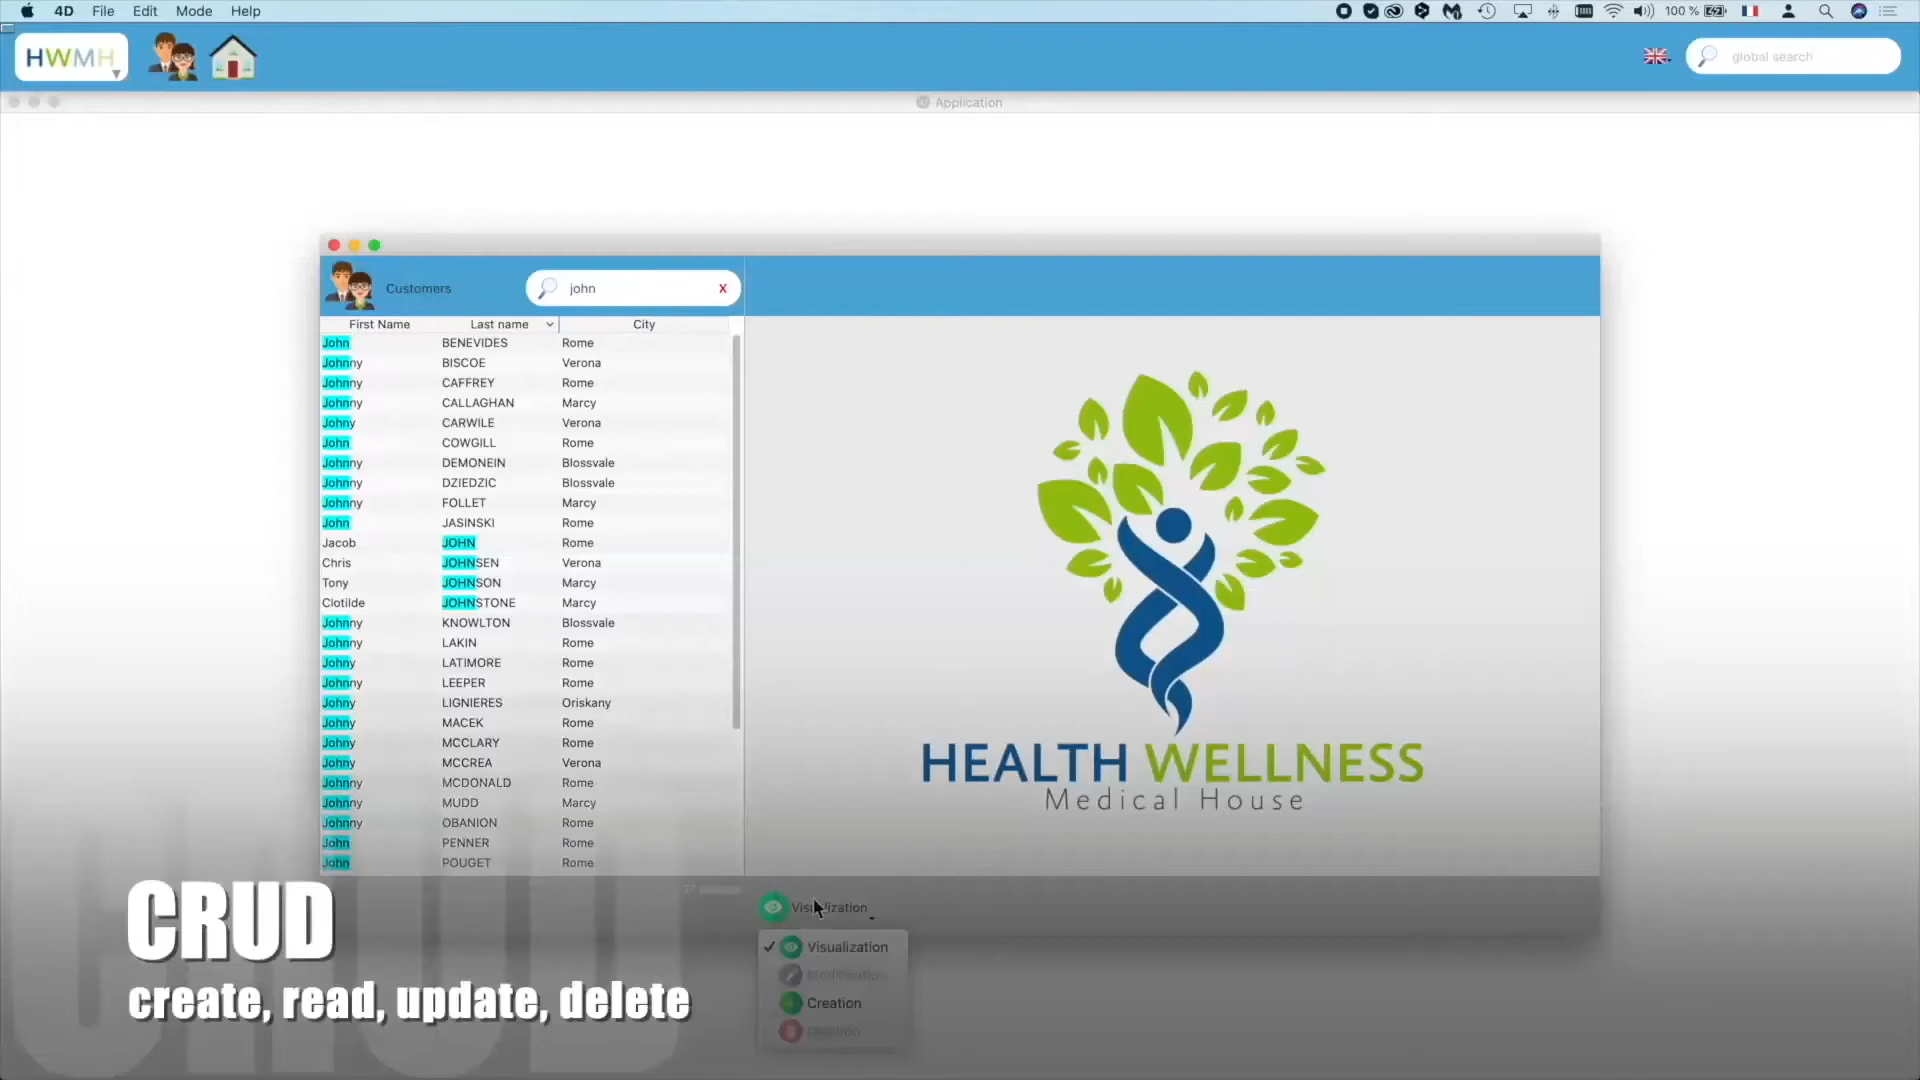 4D File Edit Mode Help
100 %
HWMH
global search
Application
Customers
john
X
First Name Last name City
John BENEVIDES Rome
Johnny BISCOE Verona
Johnny CAFFREY Rome
Johnny CALLAGHAN Marcy
Johny CARWILE Verona
John COWGILL Rome
Johnny DEMONEIN Blossvale
Johnny DZIEDZIC Blossvale
Johnny FOLLET Marcy
John JASINSKI Rome
Jacob JOHN Rome
Chris JOHNSEN Verona
Tony JOHNSON Marcy
Clotilde JOHNSTONE Marcy
Johnny KNOWLTON Blossvale
Johnny LAKIN Rome
Johny LATIMORE Rome
Johnny LEEPER Rome
Johny LIGNIERES Oriskany
Johny MACEK Rome
Johny MCCLARY Rome
Johny MCCREA Verona
Johnny MCDONALD Rome
Johnny MUDD Marcy
Johnny OBANION Rome
John PENNER Rome
John POUGET Rome
HEALTH WELLNESS
Medical House
Visualization
Visualization
Creation
CRUD
create, read, update, delete